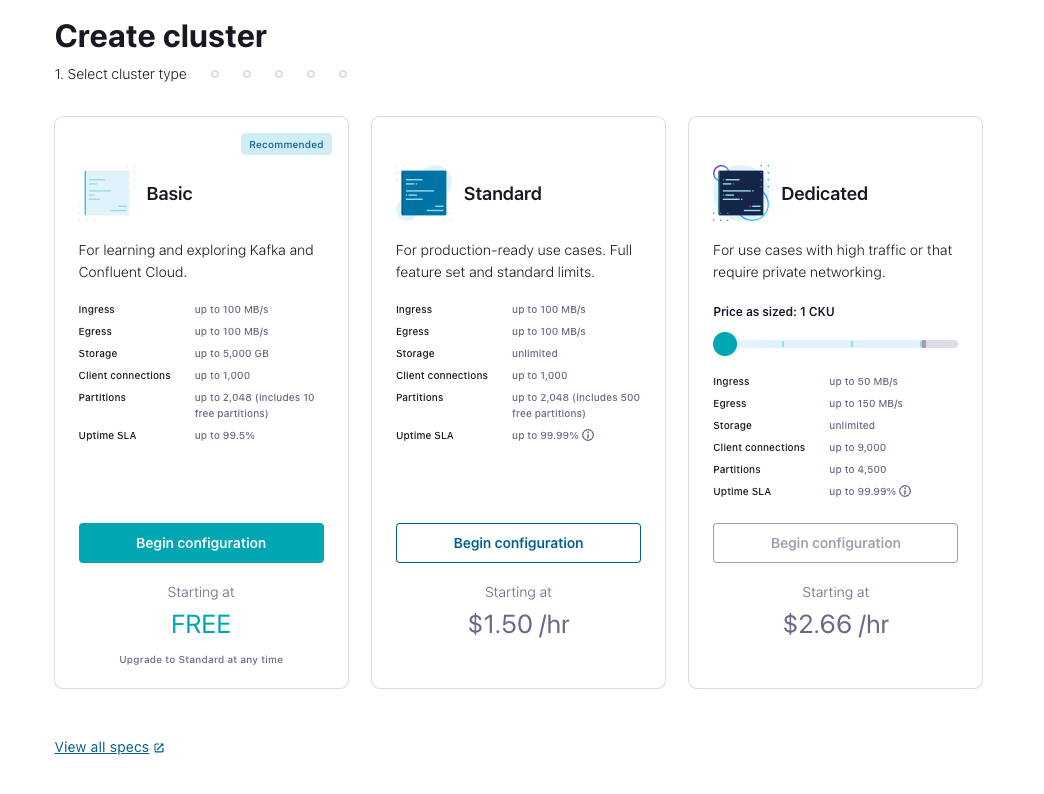 Create cluster
1. Select cluster type
Recommended
Basic
For learning and exploring Kafka and
Confluent Cloud.
Ingress up to 100 MB/s
Egress up to 100 MB/s
Storage up to 5,000 GB
Client connections up to 1,000
Partitions up to 2,048 (includes 10
free partitions)
Uptime SLA up to 99.5%
Begin configuration
Starting at
FREE
Upgrade to Standard at any time
Standard
For production-ready use cases. Full
feature set and standard limits.
Ingress up to 100 MB/s
Egress up to 100 MB/s
Storage unlimited
Client connections up to 1,000
Partitions up to 2,048 (includes 500
free partitions)
Uptime SLA up to 99.99%
Begin configuration
Starting at
$1.50 /hr
Dedicated
For use cases with high traffic or that
require private networking.
Price as sized: 1 CKU
Ingress up to 50 MB/s
Egress up to 150 MB/s
Storage unlimited
Client connections up to 9,000
Partitions up to 4,500
Uptime SLA up to 99.99%
Begin configuration
Starting at
$2.66 /hr
View all specs